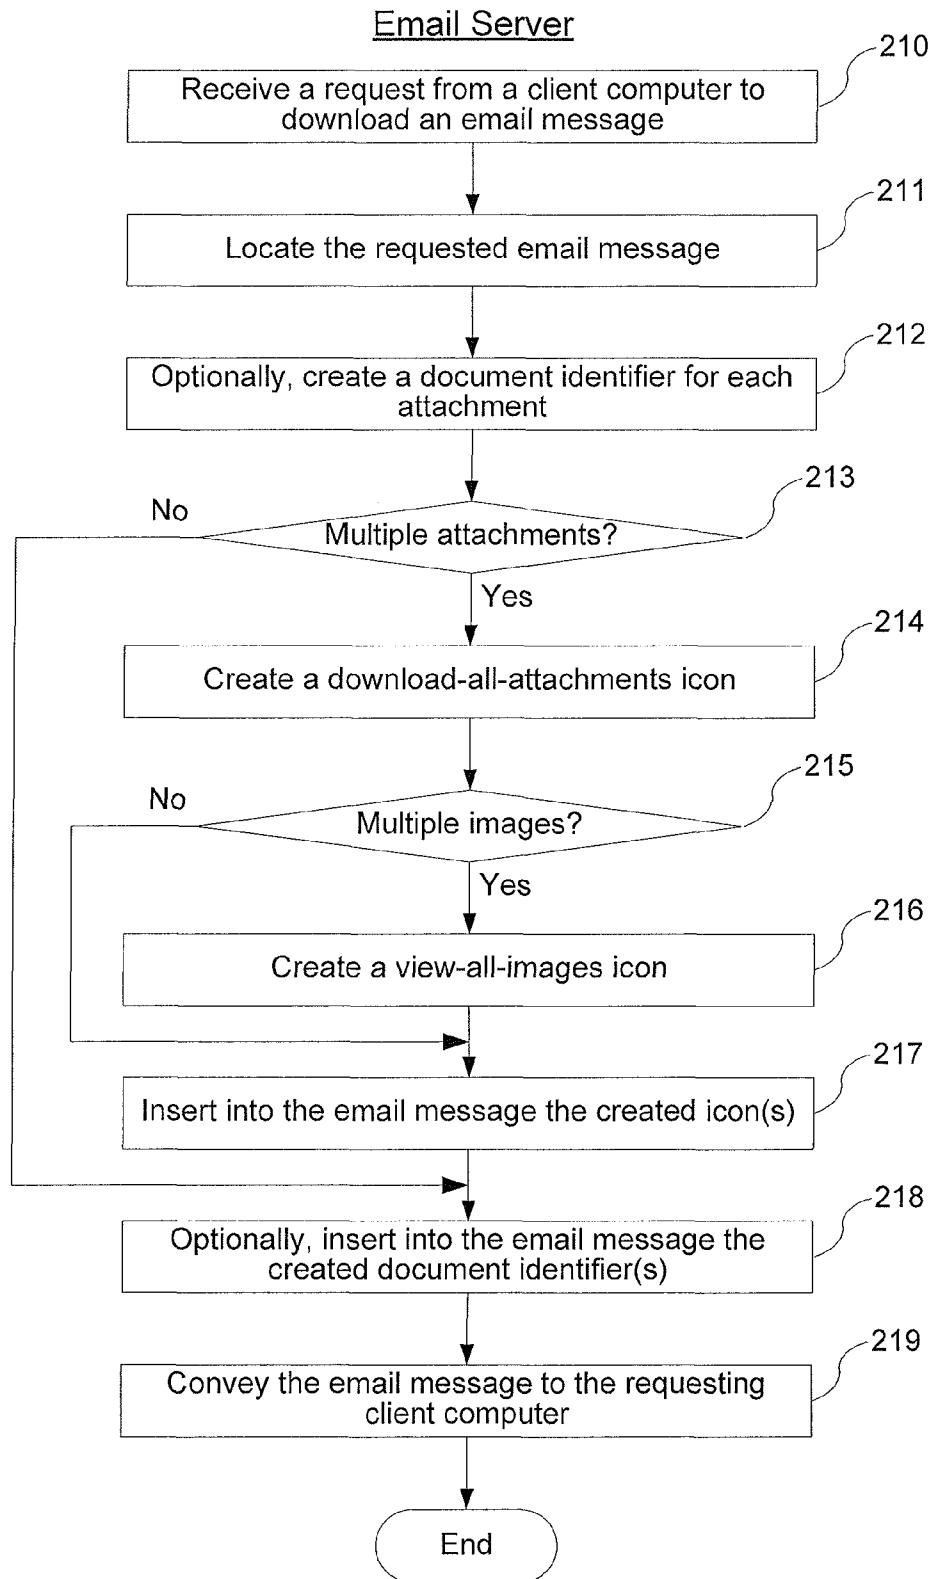 Email Server
210
Receive a request from a client computer to
download an email message
211
Locate the requested email message
212
Optionally, create a document identifier for each
attachment
213
No
Multiple attachments?
Yes
214
Create a download-all-attachments icon
215
No
Multiple images?
Yes
216
Create a view-all-images icon
217
Insert into the email message the created icon(s)
218
Optionally, insert into the email message the
created document identifier(s)
219
Convey the email message to the requesting
client computer
End